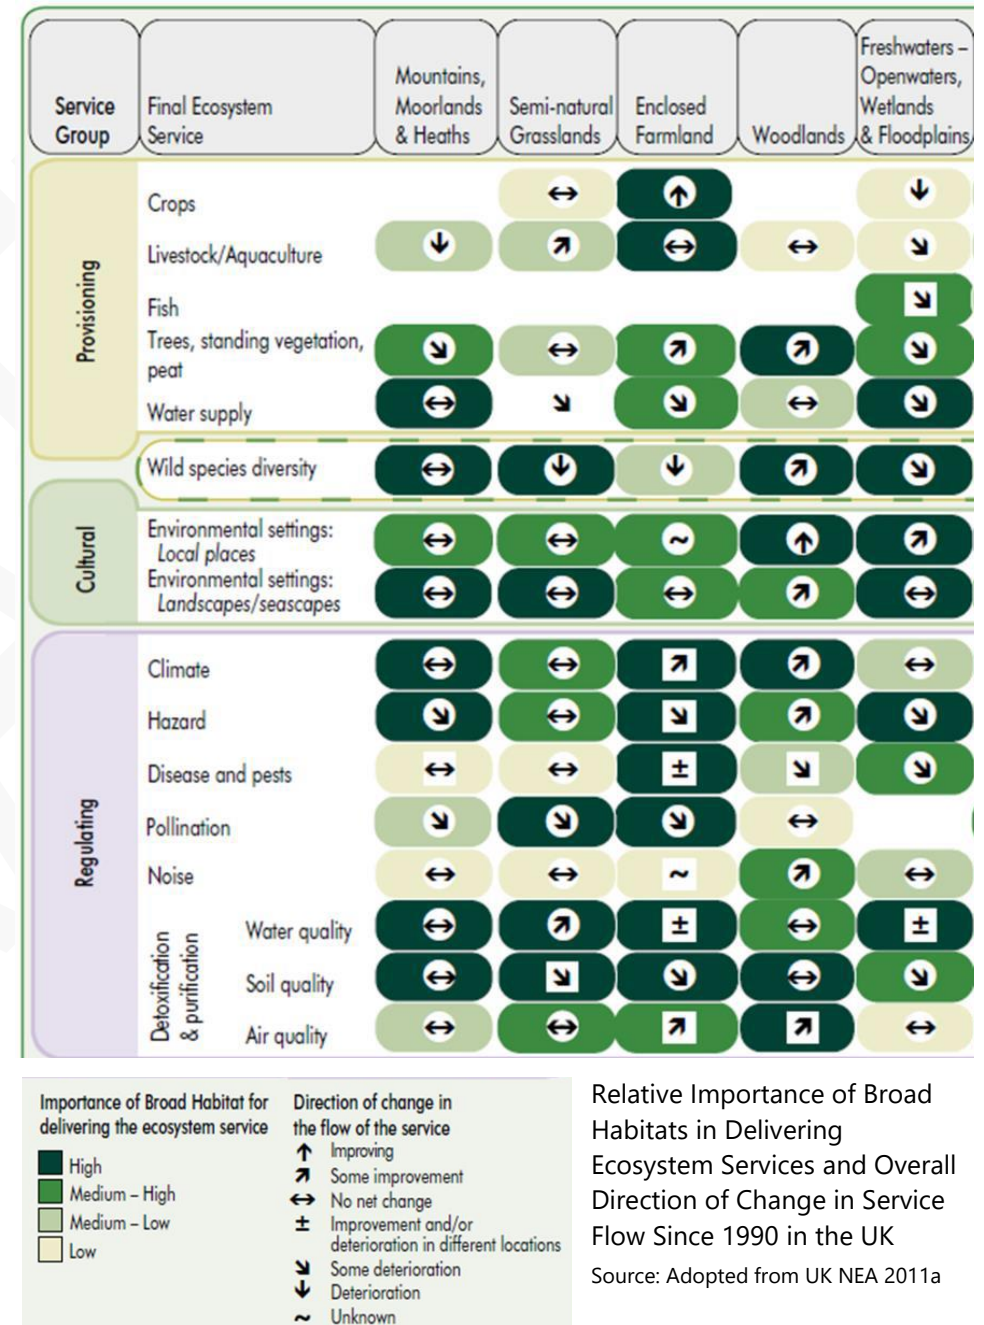 Service
Group
Final Ecosystem
Service
Mountains,
Moorlands
& Heaths
Semi-natural
Grasslands
Enclosed
Farmland
Woodlands
Freshwaters –
Openwaters,
Wetlands
& Floodplains
Provisioning
Crops
Livestock/Aquaculture
Fish
Trees, standing vegetation,
peat
Water supply
Wild species diversity
Cultural
Environmental settings:
Local places
Environmental settings:
Landscapes/seascapes
Regulating
Climate
Hazard
Disease and pests
Pollination
Noise
Detoxification
& purification
Water quality
Soil quality
Air quality
Importance of Broad Habitat for
delivering the ecosystem service
High
Medium – High
Medium – Low
Low
Direction of change in
the flow of the service
Improving
Some improvement
No net change
± Improvement and/or
deterioration in different locations
Some deterioration
Deterioration
~ Unknown
Relative Importance of Broad
Habitats in Delivering
Ecosystem Services and Overall
Direction of Change in Service
Flow Since 1990 in the UK
Source: Adopted from UK NEA 2011a